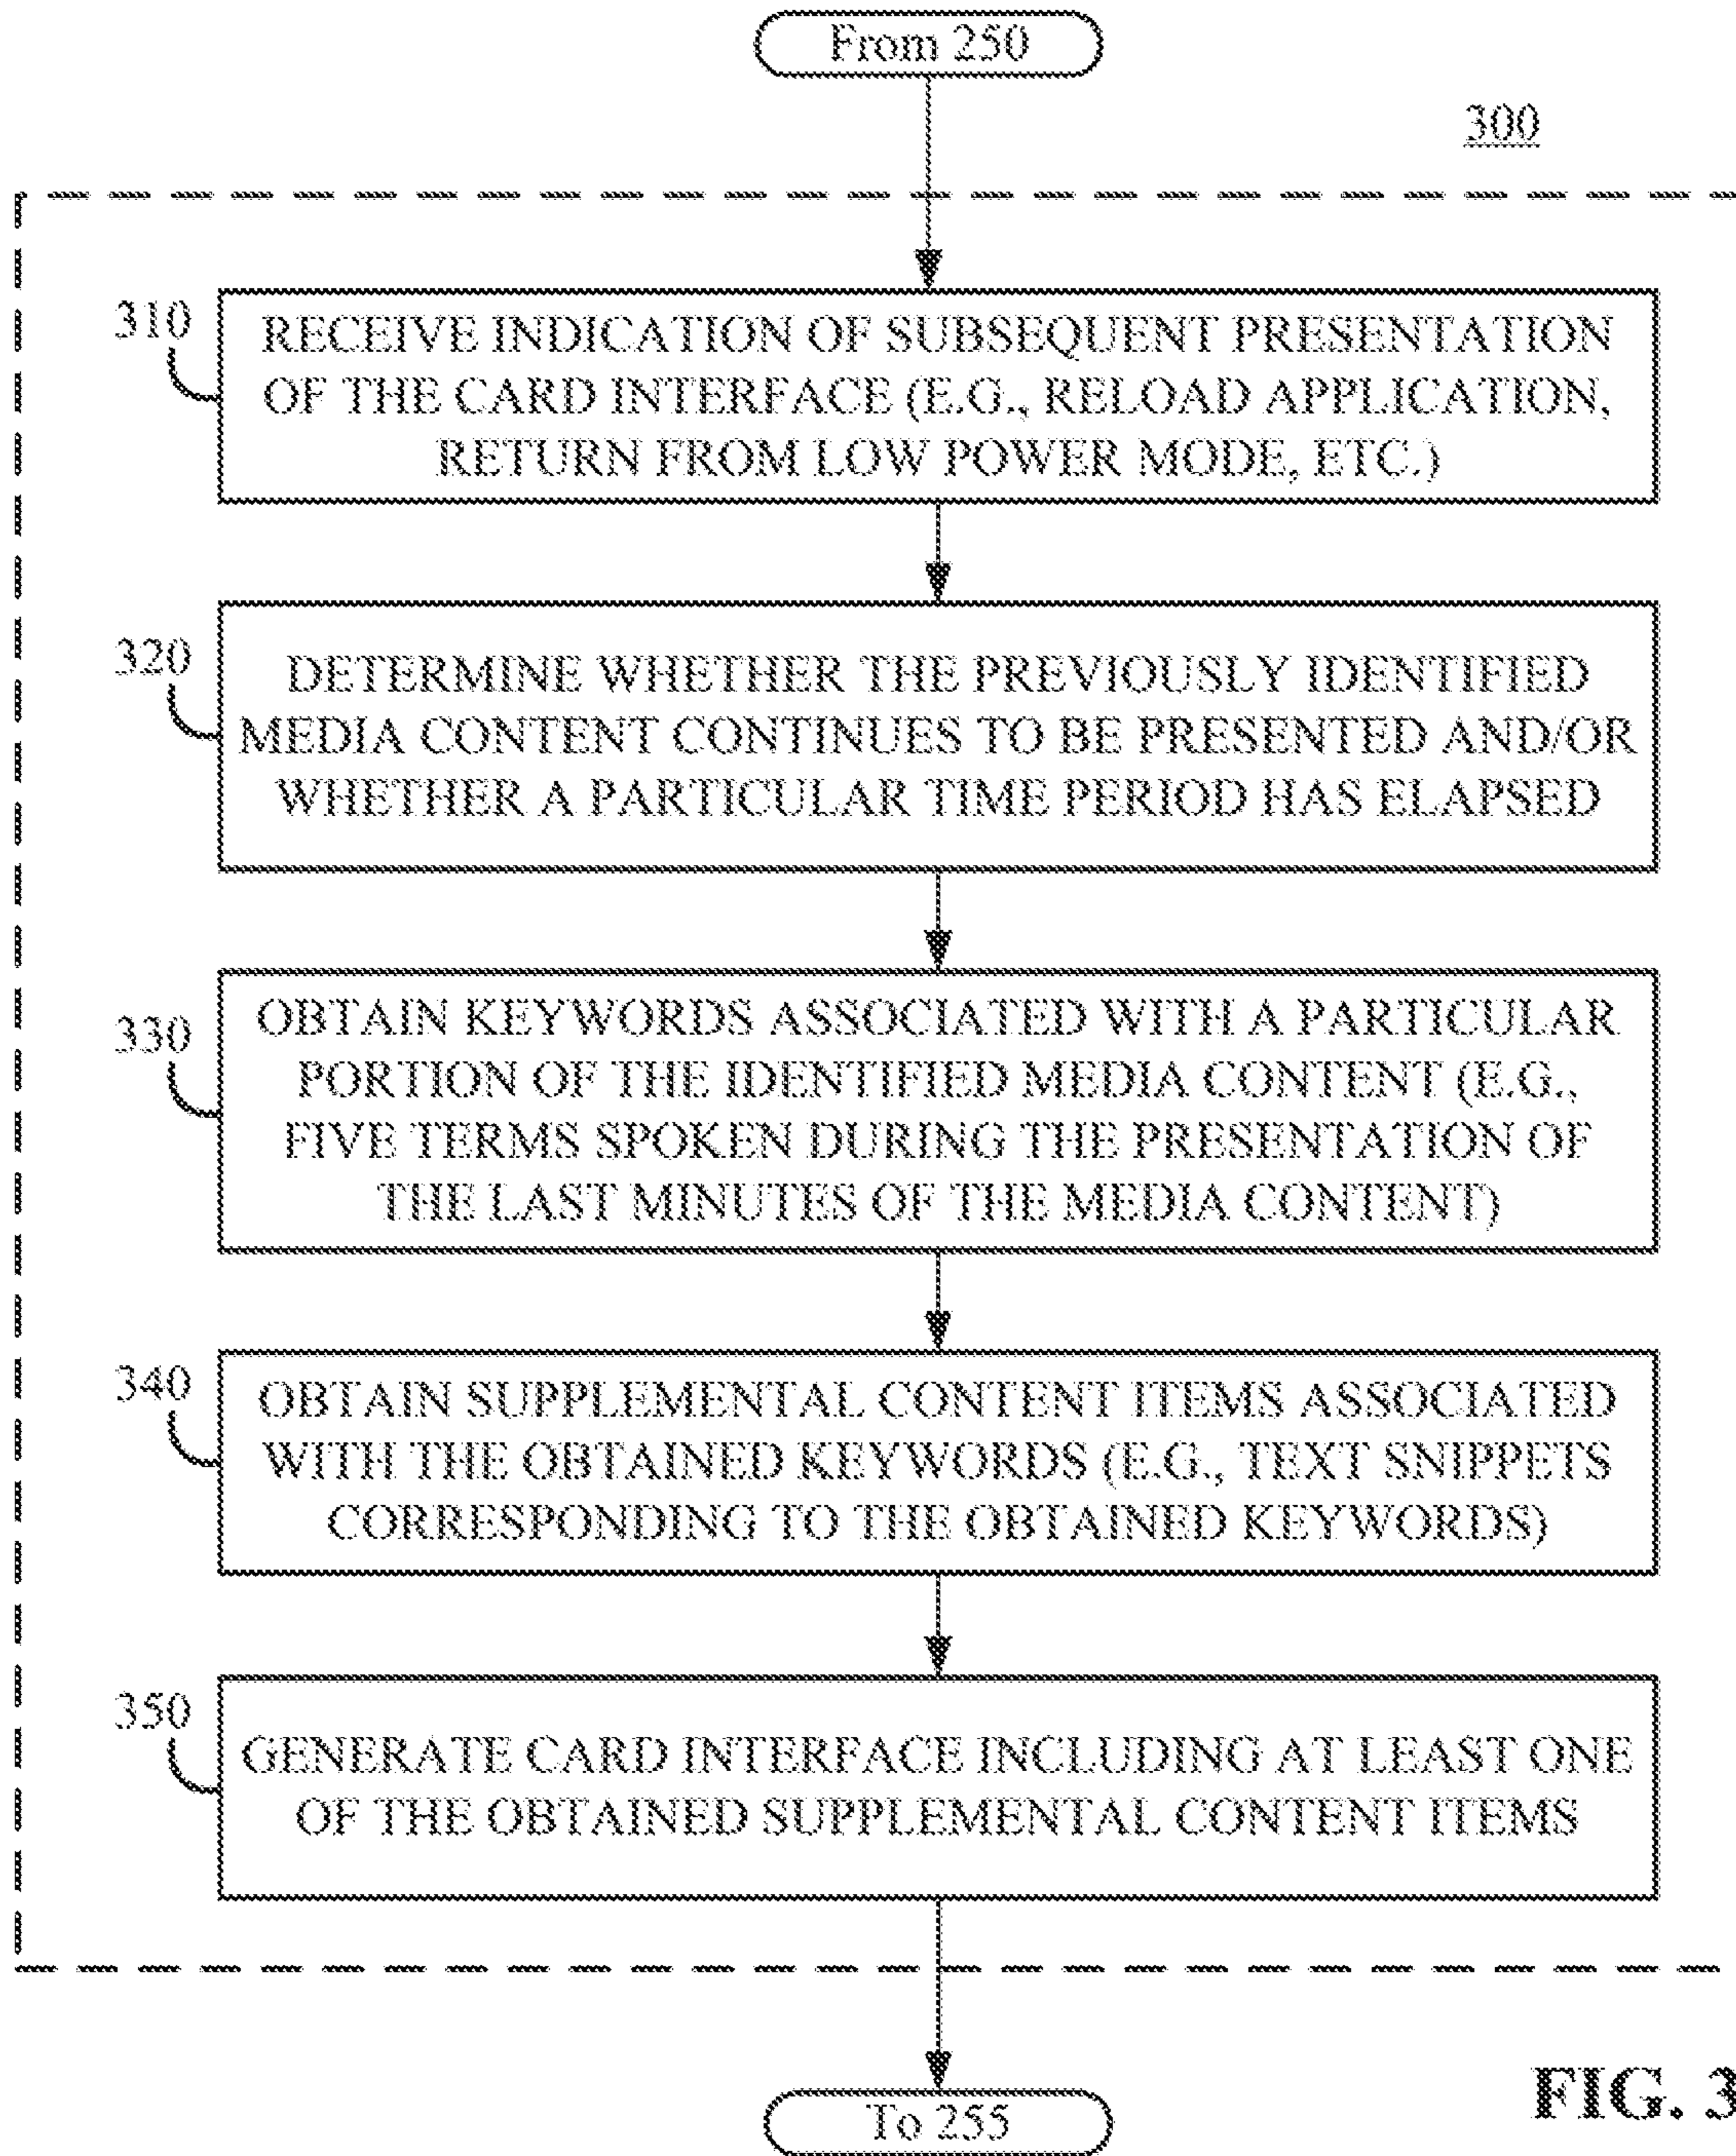 From 250
300
310
RECEIVE INDICATION OF SUBSEQUENT PRESENTATION
OF THE CARD INTERFACE (E.G., RELOAD APPLICATION,
RETURN FROM LOW POWER MODE, ETC.)
320
DETERMINE WHETHER THE PREVIOUSLY IDENTIFIED
MEDIA CONTENT CONTINUES TO BE PRESENTED AND/OR
WHETHER A PARTICULAR TIME PERIOD HAS ELAPSED
330
OBTAIN KEYWORDS ASSOCIATED WITH A PARTICULAR
PORTION OF THE IDENTIFIED MEDIA CONTENT (E.G.,
FIVE TERMS SPOKEN DURING THE PRESENTATION OF
THE LAST MINUTES OF THE MEDIA CONTENT)
340
OBTAIN SUPPLEMENTAL CONTENT ITEMS ASSOCIATED
WITH THE OBTAINED KEYWORDS (E.G., TEXT SNIPPETS
CORRESPONDING TO THE OBTAINED KEYWORDS)
350
GENERATE CARD INTERFACE INCLUDING AT LEAST ONE
OF THE OBTAINED SUPPLEMENTAL CONTENT ITEMS
To 255
FIG. 3